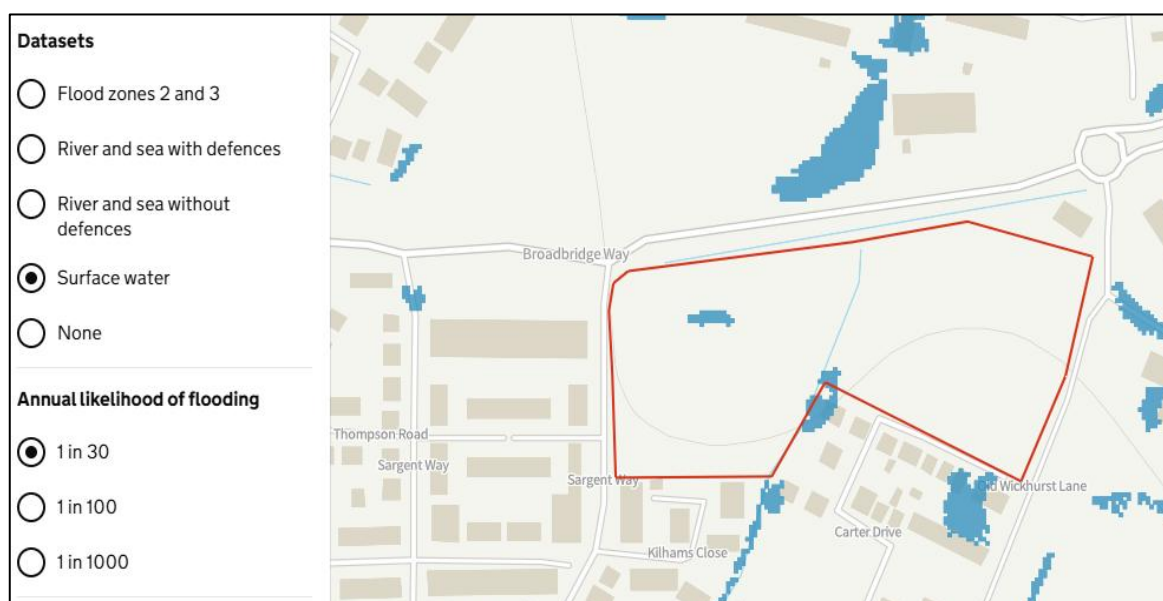 Datasets
Flood zones 2 and 3
River and sea with defences
River and sea without
defences
Surface water
None
Annual likelihood of flooding
1 in 30
1 in 100
1 in 1000
Broadbridge Way
Thompson Road
Sargent Way
Sargent Way
Old Wickhurst Lane
Carter Drive
Kilhams Close